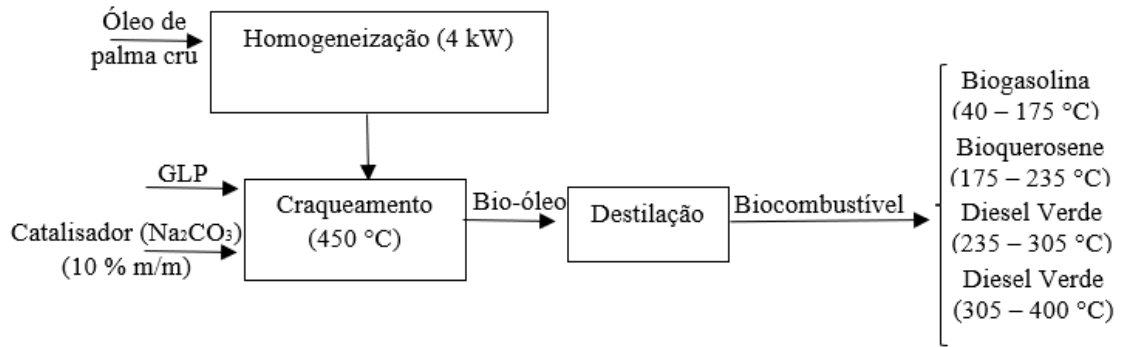 Óleo de
palma cru
Homogeneização (4 kW)
GLP
Catalisador (Na₂CO₃)
(10 % m/m)
Craqueamento
(450 °C)
Bio-óleo
Destilação
Biocombustível
Biogasolina
(40 – 175 °C)
Bioquerosene
(175 – 235 °C)
Diesel Verde
(235 – 305 °C)
Diesel Verde
(305 – 400 °C)